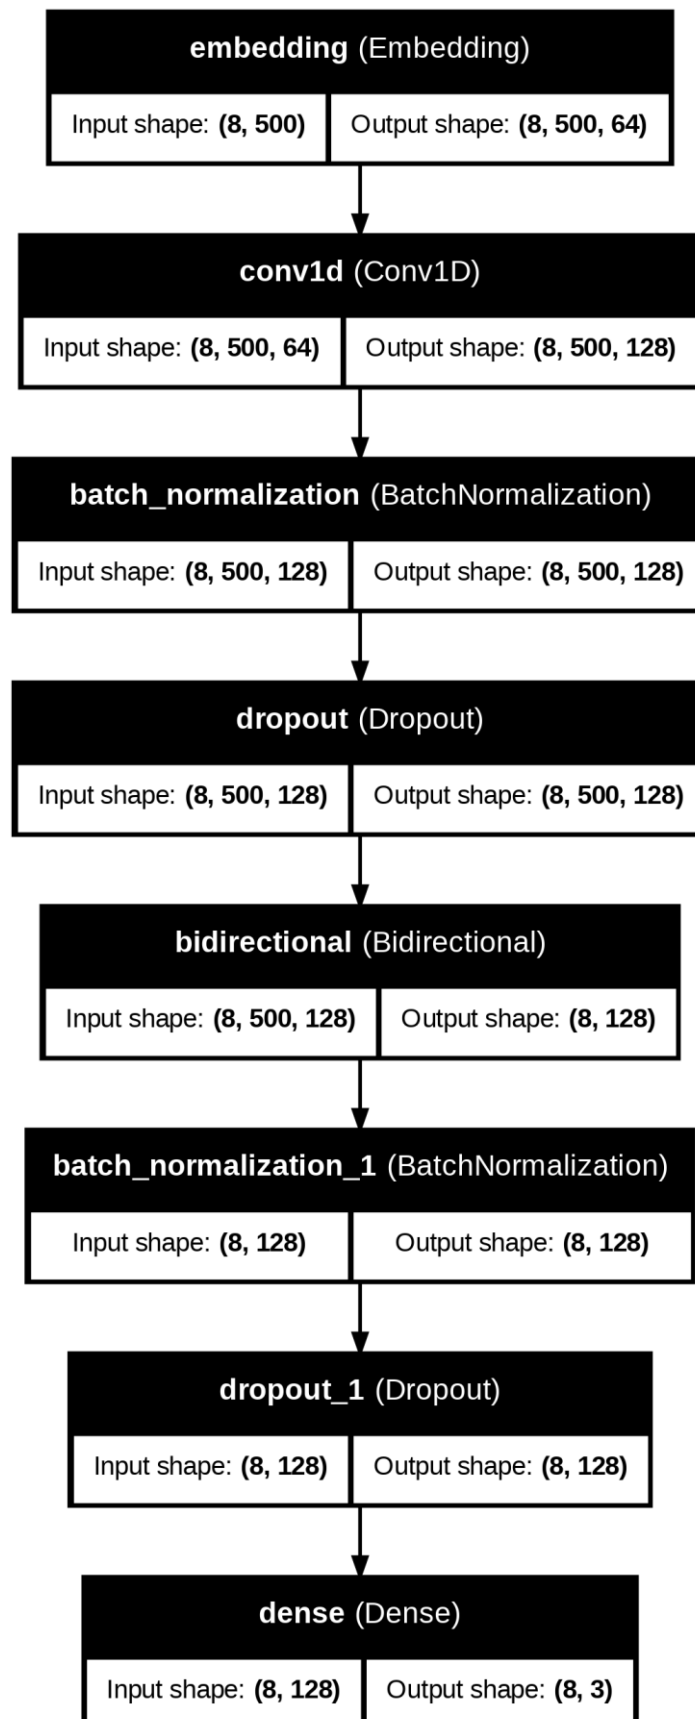 embedding (Embedding)
Input shape: (8, 500) Output shape: (8, 500, 64)
conv1d (Conv1D)
Input shape: (8, 500, 64) Output shape: (8, 500, 128)
batch_normalization (BatchNormalization)
Input shape: (8, 500, 128) Output shape: (8, 500, 128)
dropout (Dropout)
Input shape: (8, 500, 128) Output shape: (8, 500, 128)
bidirectional (Bidirectional)
Input shape: (8, 500, 128) Output shape: (8, 128)
batch_normalization_1 (BatchNormalization)
Input shape: (8, 128) Output shape: (8, 128)
dropout_1 (Dropout)
Input shape: (8, 128) Output shape: (8, 128)
dense (Dense)
Input shape: (8, 128) Output shape: (8, 3)